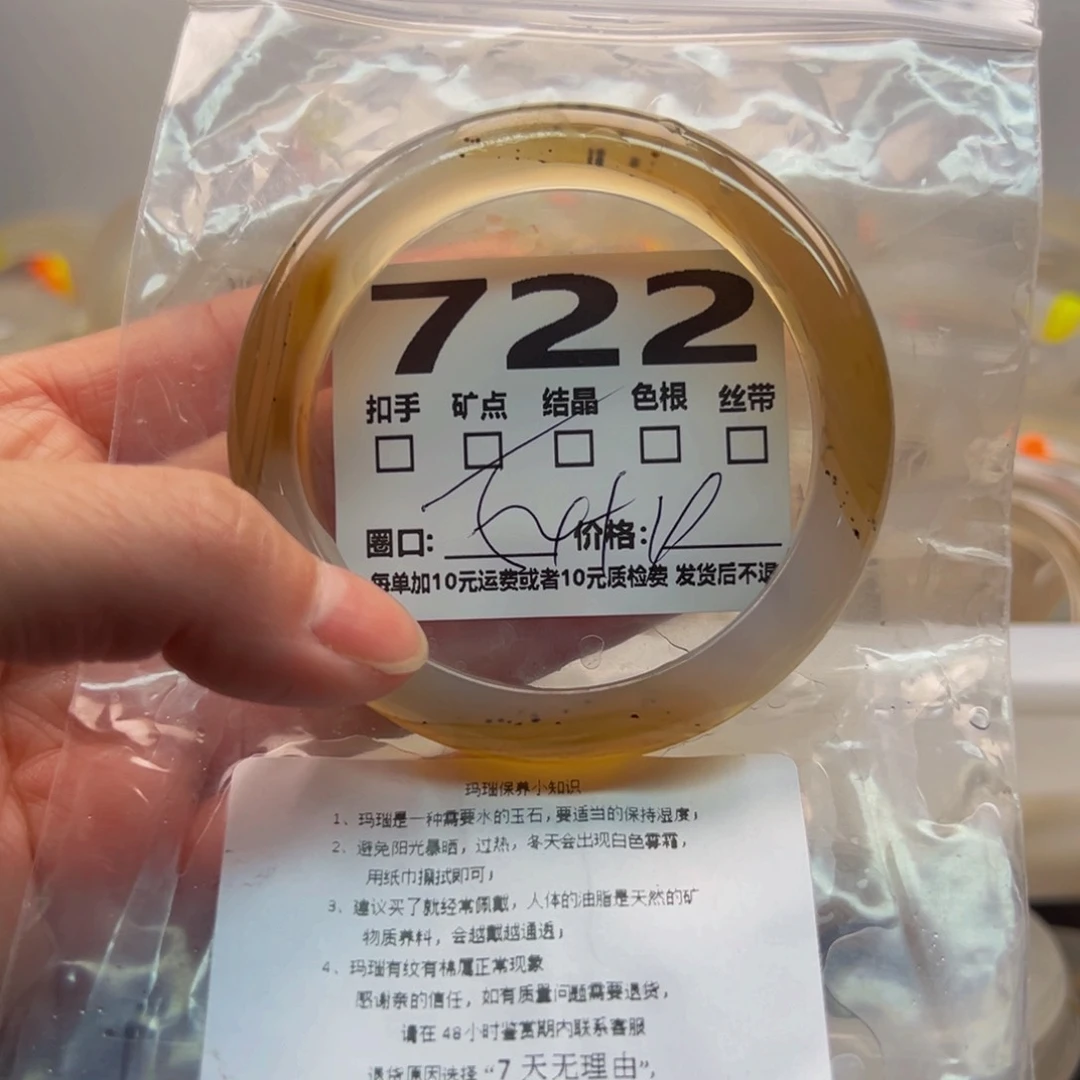 722
扣手 矿点 结晶 色根 丝带
圈口: 价格:
每单加10元运费或者10元质检费 发货后不退
玛瑙保养小知识
1、玛瑙是一种需要水的玉石,要适当的保持湿度;
2、避免阳光暴晒,过热,冬天会出现白色雾霜,
用纸巾擦拭即可;
3、建议买了就经常佩戴,人体的油脂是天然的矿
物质养料,会越戴越通透;
4、玛瑙有纹有棉属正常现象
感谢亲的信任,如有质量问题需要退货,
请在 48小时鉴赏期内联系客服
退货原因选择“7 天无理由”,